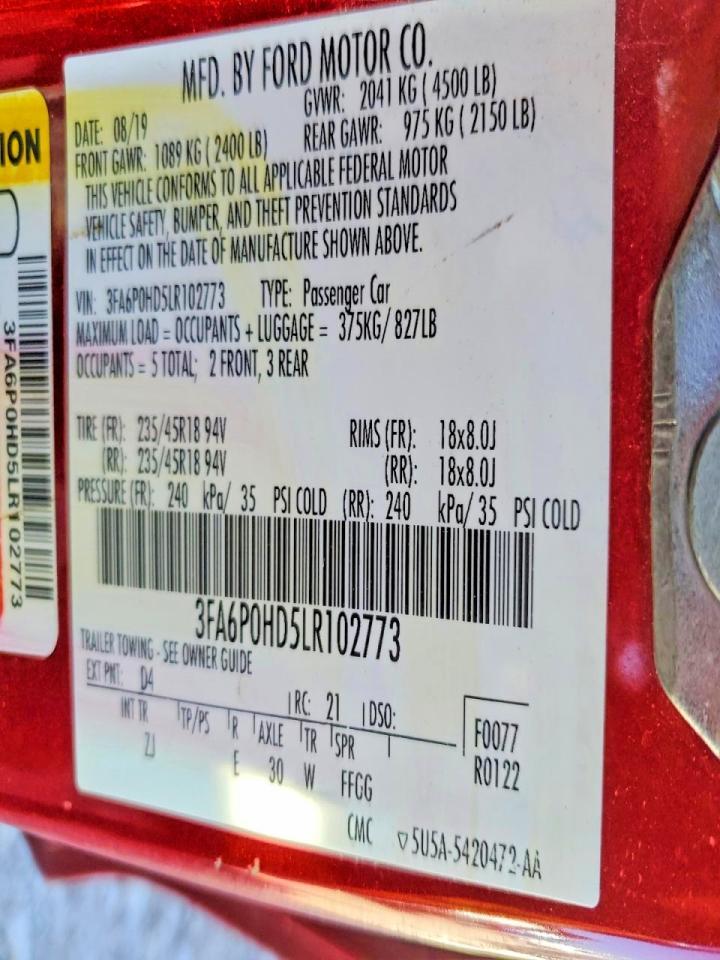 MFD. BY FORD MOTOR CO.
DATE: 08/19 GVWR: 2041 KG ( 4500 LB)
FRONT GAWR: 1089 KG ( 2400 LB) REAR GAWR: 975 KG ( 2150 LB)
THIS VEHICLE CONFORMS TO ALL APPLICABLE FEDERAL MOTOR
VEHICLE SAFETY, BUMPER, AND THEFT PREVENTION STANDARDS
IN EFFECT ON THE DATE OF MANUFACTURE SHOWN ABOVE.
VIN: 3FA6P0HD5LR102773 TYPE: Passenger Car
MAXIMUM LOAD = OCCUPANTS + LUGGAGE = 375KG/ 827LB
OCCUPANTS = 5 TOTAL; 2 FRONT, 3 REAR
TIRE (FR): 235/45R18 94V RIMS (FR): 18x8.0J
(RR): 235/45R18 94V (RR): 18x8.0J
PRESSURE (FR): 240 kPa/ 35 PSI COLD (RR): 240 kPa/ 35 PSI COLD
3FA6P0HD5LR102773
TRAILER TOWING - SEE OWNER GUIDE
EXT PNT: D4 RC: 21 DSO:
INT TR TP/PS R AXLE TR SPR F0077
ZJ E 30 W FFGG R0122
CMC 5U5A-5420472-AA
ION
3FA6P0HD5LR102773